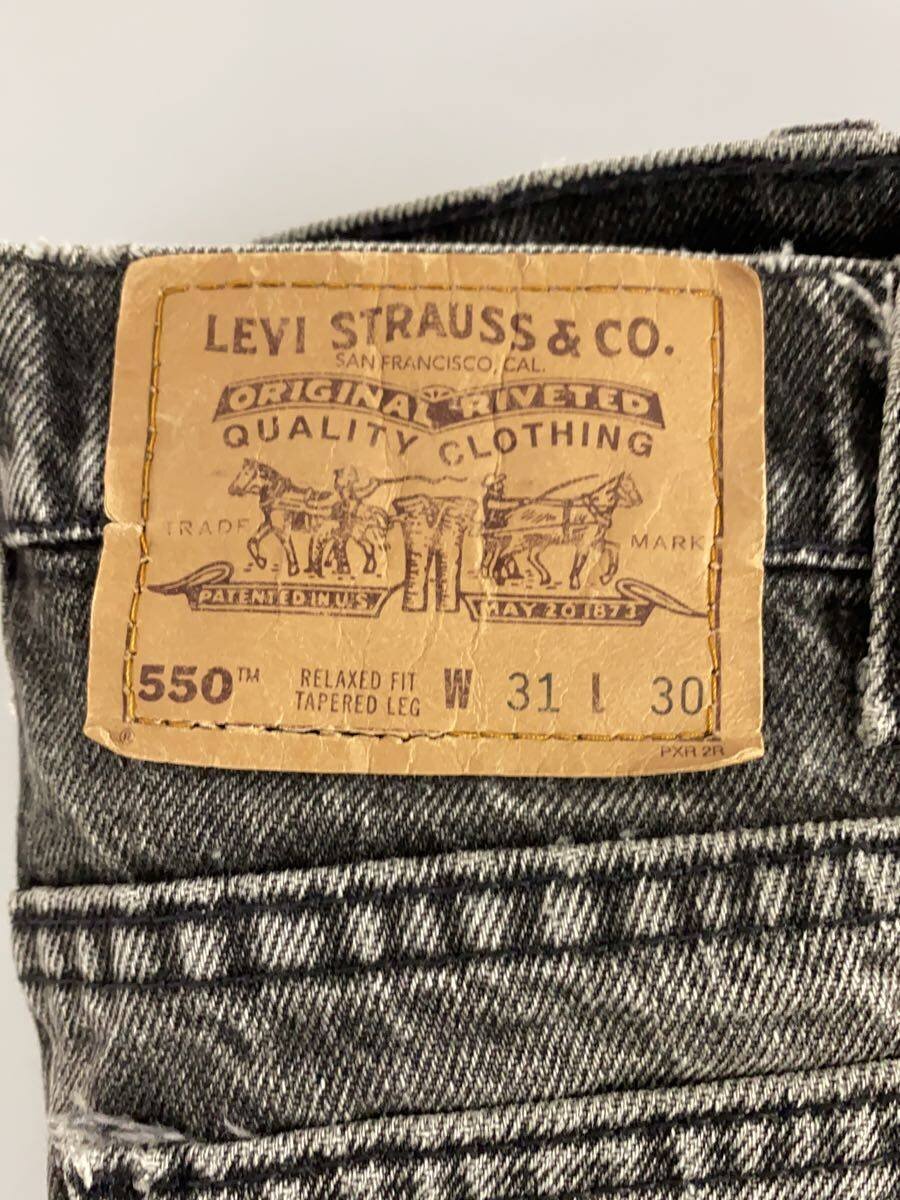 LEVI STRAUSS & CO.
SAN FRANCISCO, CAL.
ORIGINAL RIVETED
QUALITY CLOTHING
TRADE MARK
PATENTED IN U.S. MAY 20 1873
550™ RELAXED FIT TAPERED LEG W 31 L 30
® PXR 2R